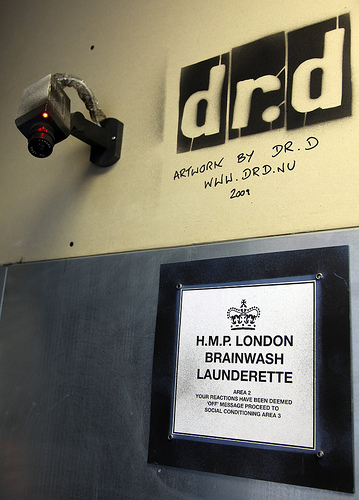 dr.d
ARTWORK BY DR.D
WWW.DRD.NU
2009
H.M.P. LONDON
BRAINWASH
LAUNDERETTE
AREA 2
YOUR REACTIONS HAVE BEEN DEEMED
'OFF' MESSAGE PROCEED TO
SOCIAL CONDITIONING AREA 3